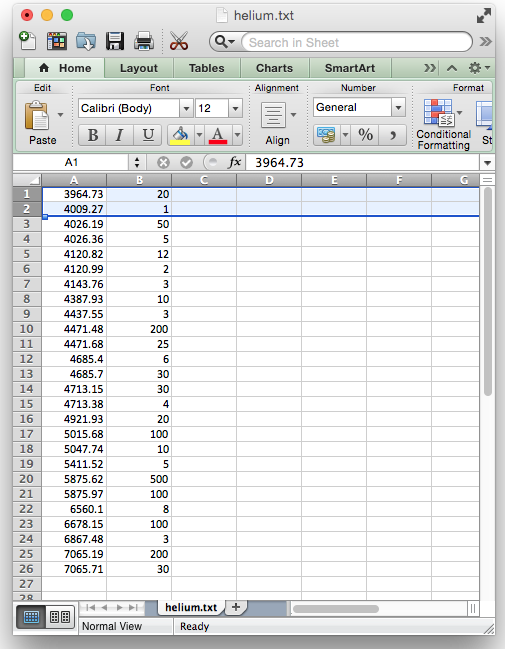 helium.txt
Search in Sheet
Home Layout Tables Charts SmartArt
Edit Font Alignment Number Format
Calibri (Body) 12 General
Paste B I U A Align % , Conditional Formatting St
A1 fx 3964.73
A B C D E F G
1 3964.73 20
2 4009.27 1
3 4026.19 50
4 4026.36 5
5 4120.82 12
6 4120.99 2
7 4143.76 3
8 4387.93 10
9 4437.55 3
10 4471.48 200
11 4471.68 25
12 4685.4 6
13 4685.7 30
14 4713.15 30
15 4713.38 4
16 4921.93 20
17 5015.68 100
18 5047.74 10
19 5411.52 5
20 5875.62 500
21 5875.97 100
22 6560.1 8
23 6678.15 100
24 6867.48 3
25 7065.19 200
26 7065.71 30
27
28
helium.txt +
Normal View Ready